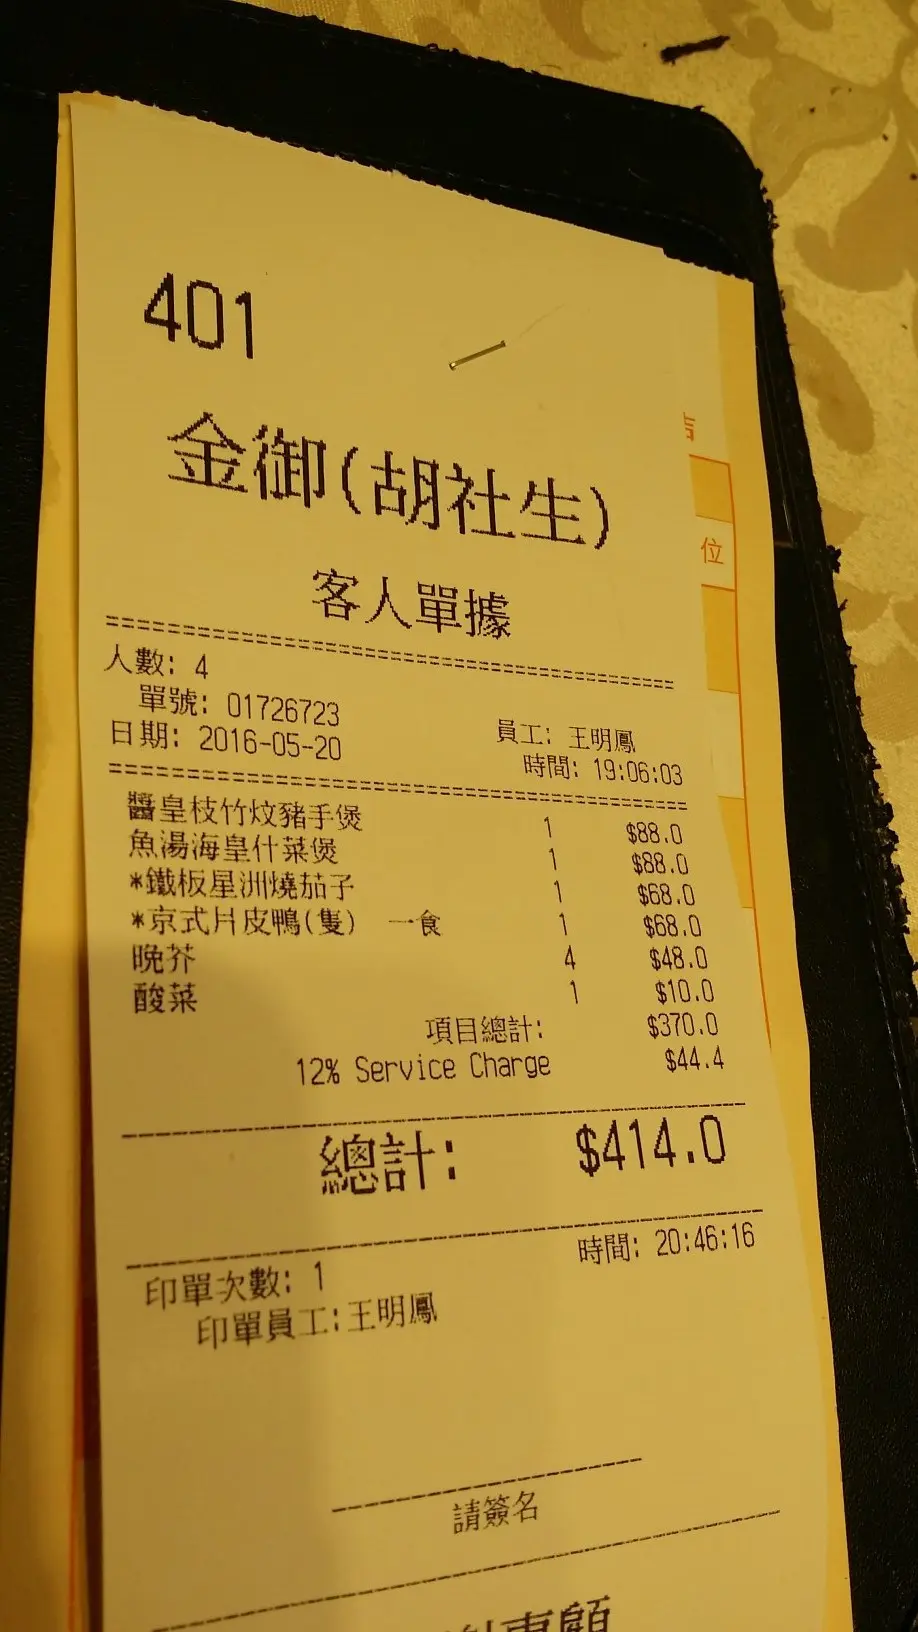 401
金御(胡社生)
客人單據
人數: 4
單號: 01726723
日期: 2016-05-20 員工: 王明鳳
時間: 19:06:03
醬皇枝竹炆豬手煲 1 $88.0
魚湯海皇什菜煲 1 $88.0
*鐵板星洲燒茄子 1 $68.0
*京式片皮鴨(隻) 一食 1 $68.0
晚芥 4 $48.0
酸菜 1 $10.0
項目總計: $370.0
12% Service Charge $44.4
總計: $414.0
時間: 20:46:16
印單次數: 1
印單員工:王明鳳
請簽名
位